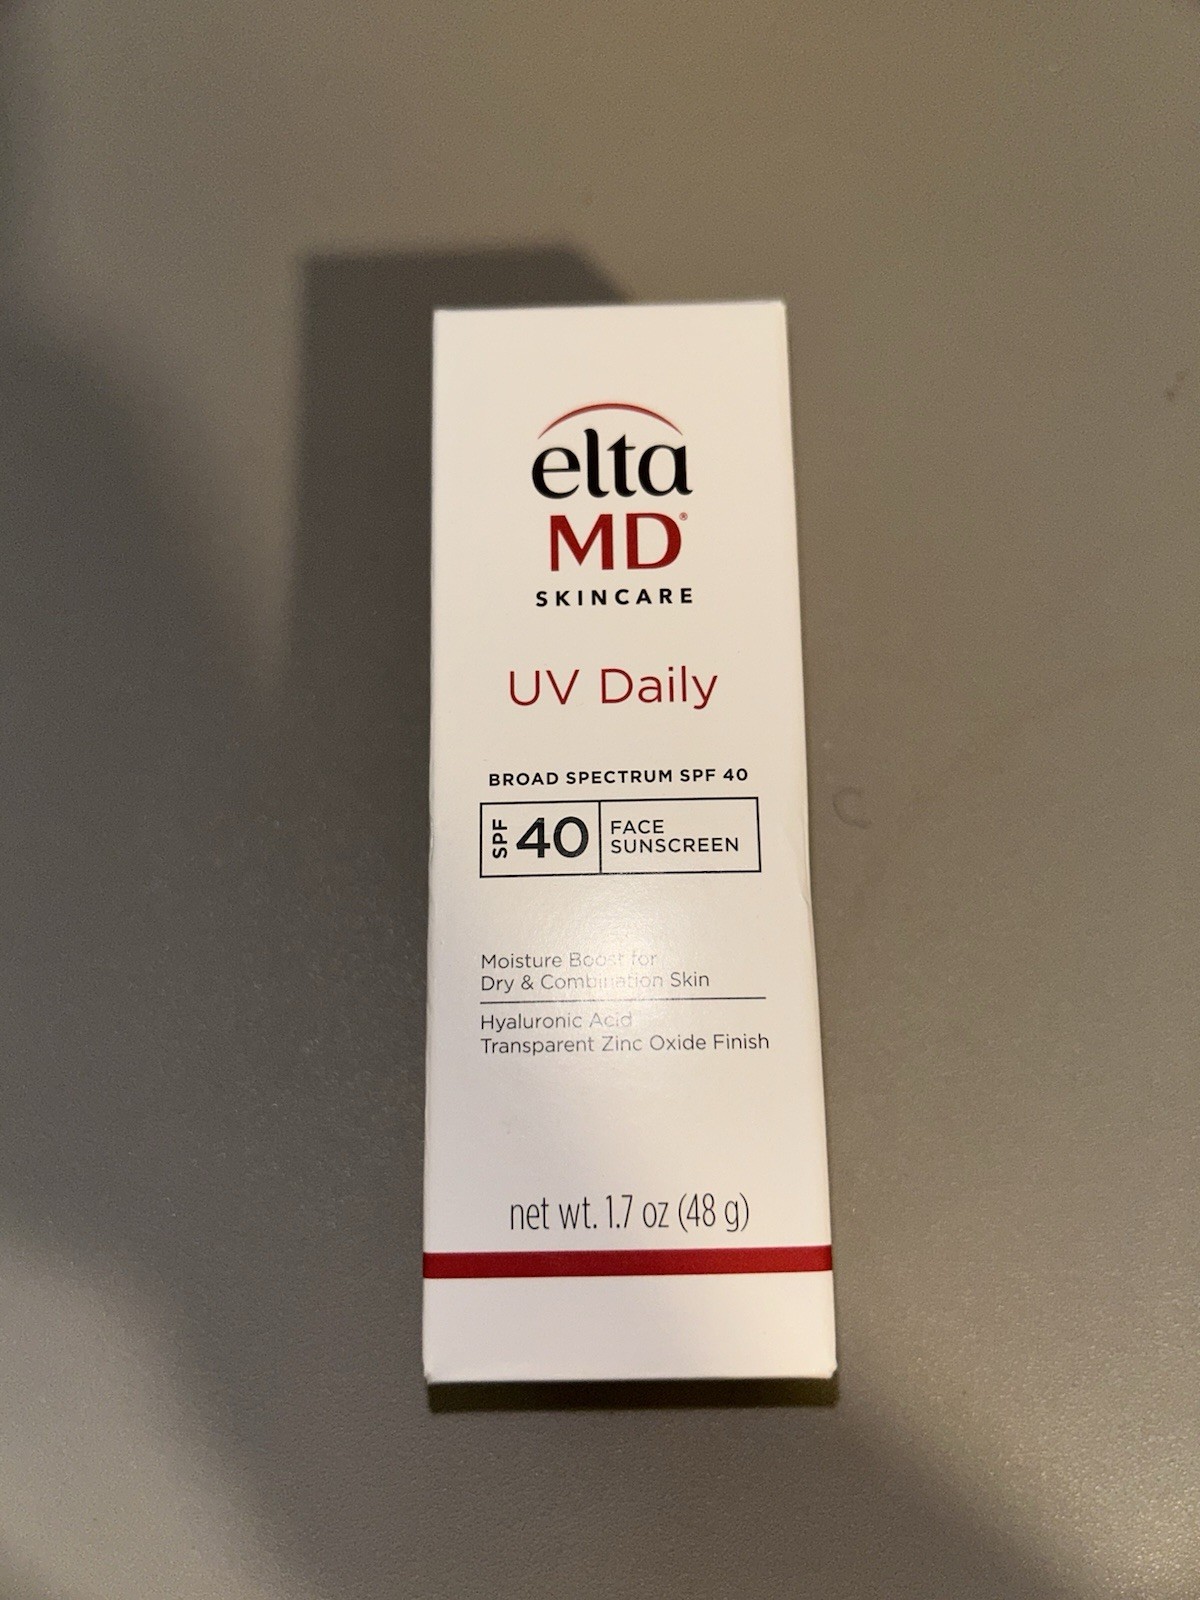 elta
MD®
SKINCARE
UV Daily
BROAD SPECTRUM SPF 40
SPF 40 FACE
SUNSCREEN
Moisture Boost for
Dry & Combination Skin
Hyaluronic Acid
Transparent Zinc Oxide Finish
net wt. 1.7 oz (48 g)